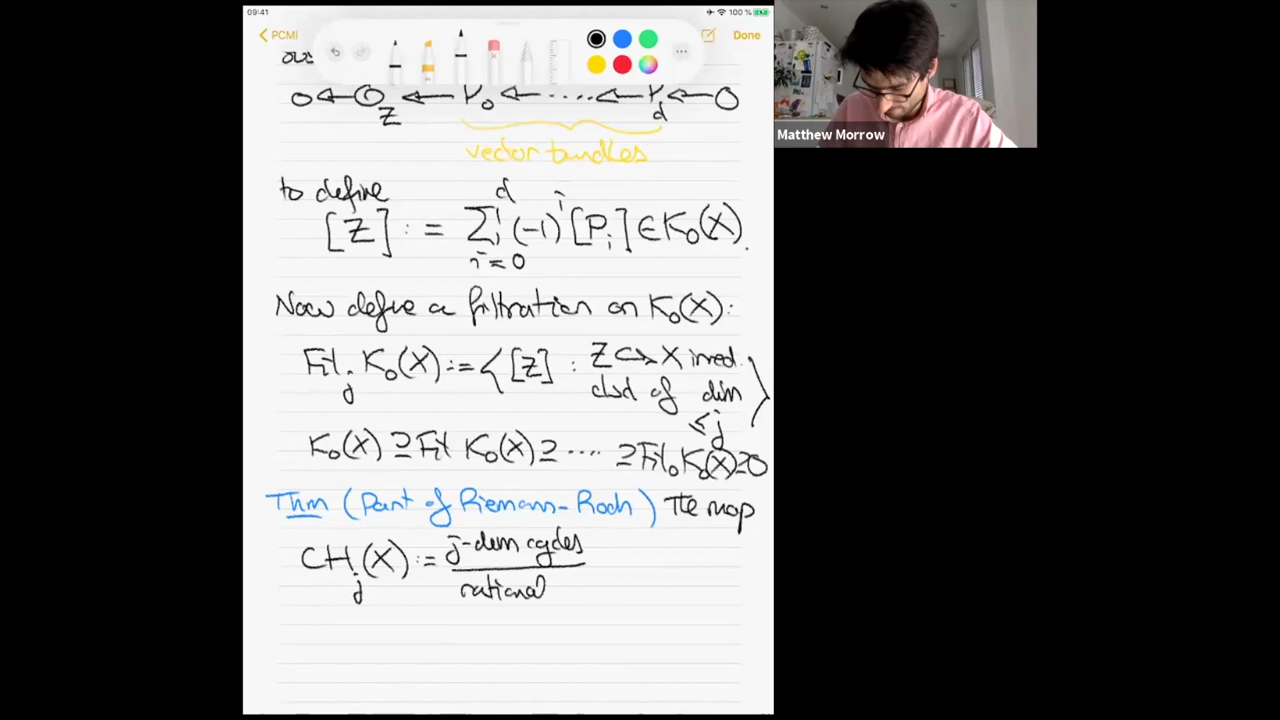 09:41
100 %
PCMI
Done
0 ← O_Z ← P_0 ← ..... ← P_d ← 0
vector bundles
to define
[Z] := Σ_{i=0}^{d} (-1)^i [P_i] ∈ K_0(X).
Now define a filtration on K_0(X):
Fil_j K_0(X) := < [Z] : Z ↪ X irred.
clsd of dim
≤ j >
K_0(X) ⊇ Fil K_0(X) ⊇ .... ⊇ Fil_0 K_0(X) ⊇ 0
Thm (Part of Riemann-Roch) The map
CH_j(X) := j-dim cycles
rational
Matthew Morrow